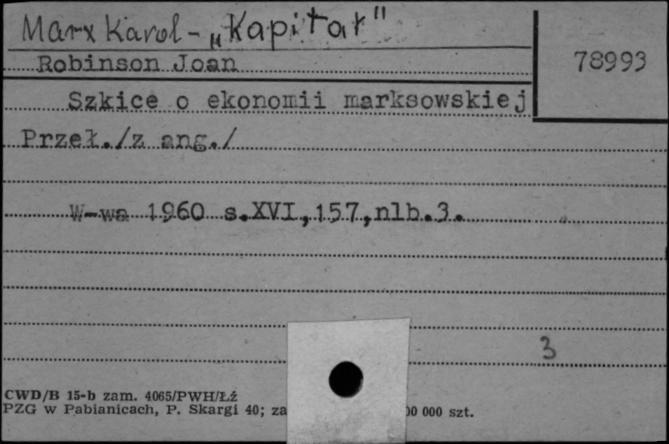 Marx Karol - „Kapitał"
Robinson Joan
78993
Szkice o ekonomii marksowskiej
Przeł./z ang./
W-wa 1960 s.XVI,157,nlb.3.
3
CWD/B 15-b zam. 4065/PWH/Łź
PZG w Pabianicach, P. Skargi 40; za 00 000 szt.